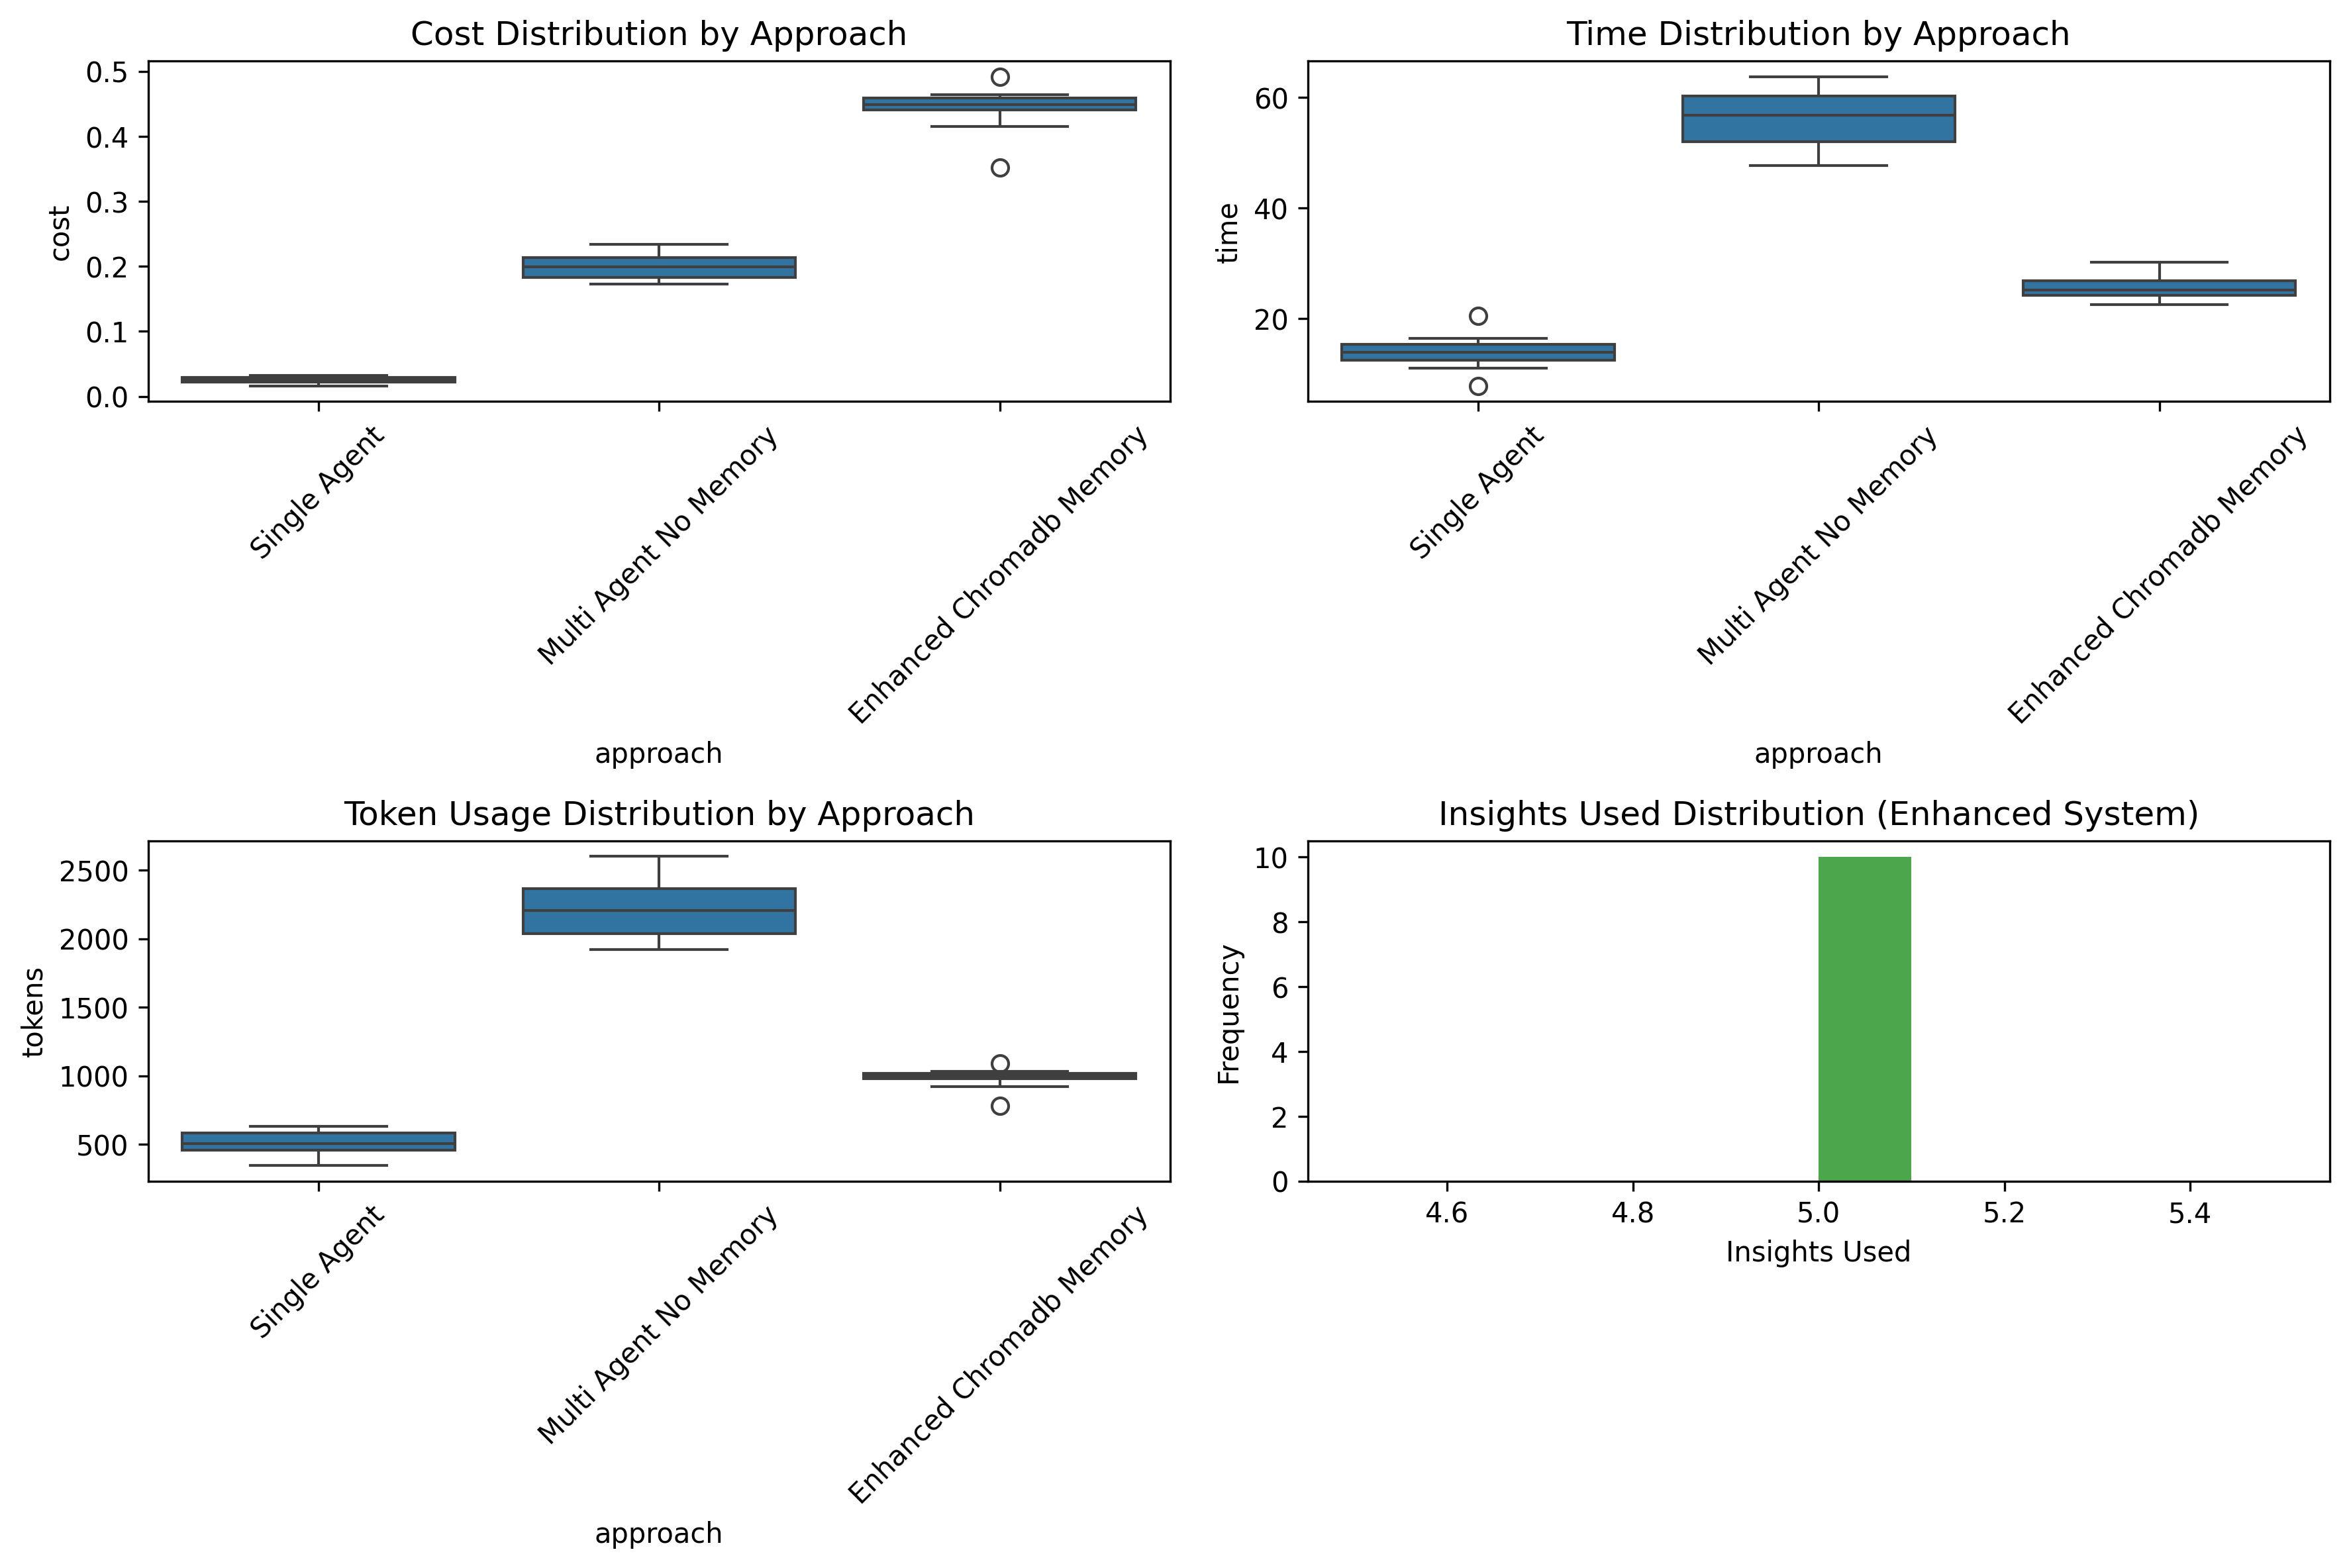 Cost Distribution by Approach
0.5
0.4
0.3
0.2
0.1
0.0
cost
Single Agent
Multi Agent No Memory
Enhanced Chromadb Memory
approach
Time Distribution by Approach
60
40
20
time
Single Agent
Multi Agent No Memory
Enhanced Chromadb Memory
approach
Token Usage Distribution by Approach
2500
2000
1500
1000
500
tokens
Single Agent
Multi Agent No Memory
Enhanced Chromadb Memory
approach
Insights Used Distribution (Enhanced System)
10
8
6
4
2
0
Frequency
4.6 4.8 5.0 5.2 5.4
Insights Used